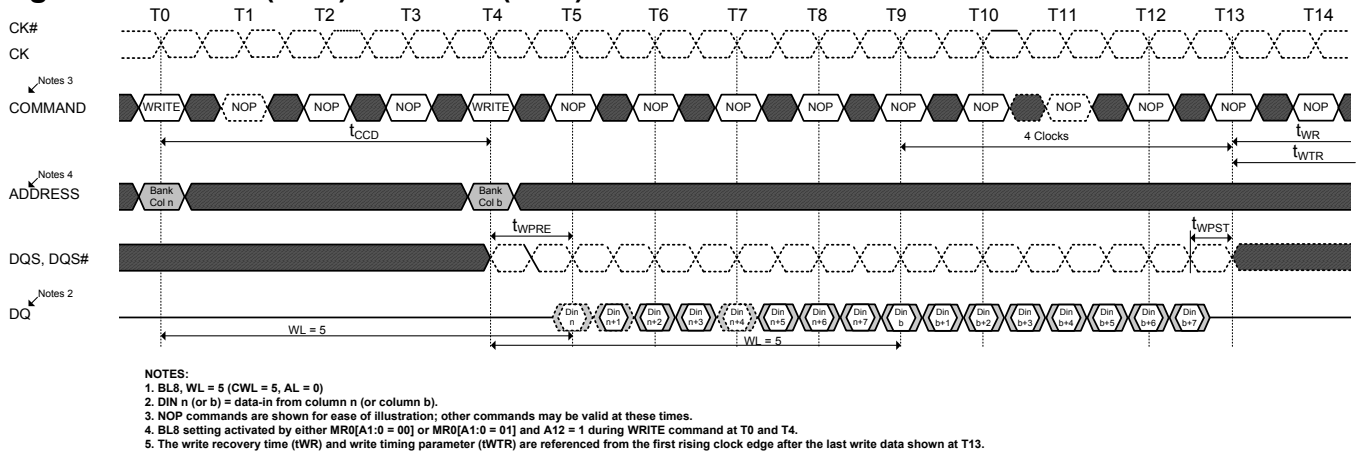 T0 T1 T2 T3 T4 T5 T6 T7 T8 T9 T10 T11 T12 T13 T14
CK#
CK
Notes 3
COMMAND
WRITE NOP NOP NOP WRITE NOP NOP NOP NOP NOP NOP NOP NOP NOP NOP
tCCD
4 Clocks
tWR
tWTR
Notes 4
ADDRESS
Bank Bank
Col n Col b
tWPRE
tWPST
DQS, DQS#
Notes 2
DQ
Din Din Din Din Din Din Din Din Din Din Din Din Din Din Din Din
n n+1 n+2 n+3 n+4 n+5 n+6 n+7 b b+1 b+2 b+3 b+4 b+5 b+6 b+7
WL = 5
WL = 5
NOTES:
1. BL8, WL = 5 (CWL = 5, AL = 0)
2. DIN n (or b) = data-in from column n (or column b).
3. NOP commands are shown for ease of illustration; other commands may be valid at these times.
4. BL8 setting activated by either MR0[A1:0 = 00] or MR0[A1:0 = 01] and A12 = 1 during WRITE command at T0 and T4.
5. The write recovery time (tWR) and write timing parameter (tWTR) are referenced from the first rising clock edge after the last write data shown at T13.